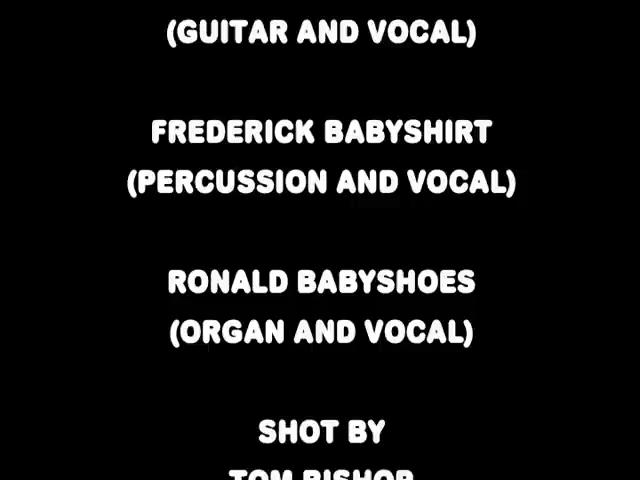 (GUITAR AND VOCAL)
FREDERICK BABYSHIRT
(PERCUSSION AND VOCAL)
RONALD BABYSHOES
(ORGAN AND VOCAL)
SHOT BY
TOM BISHOP